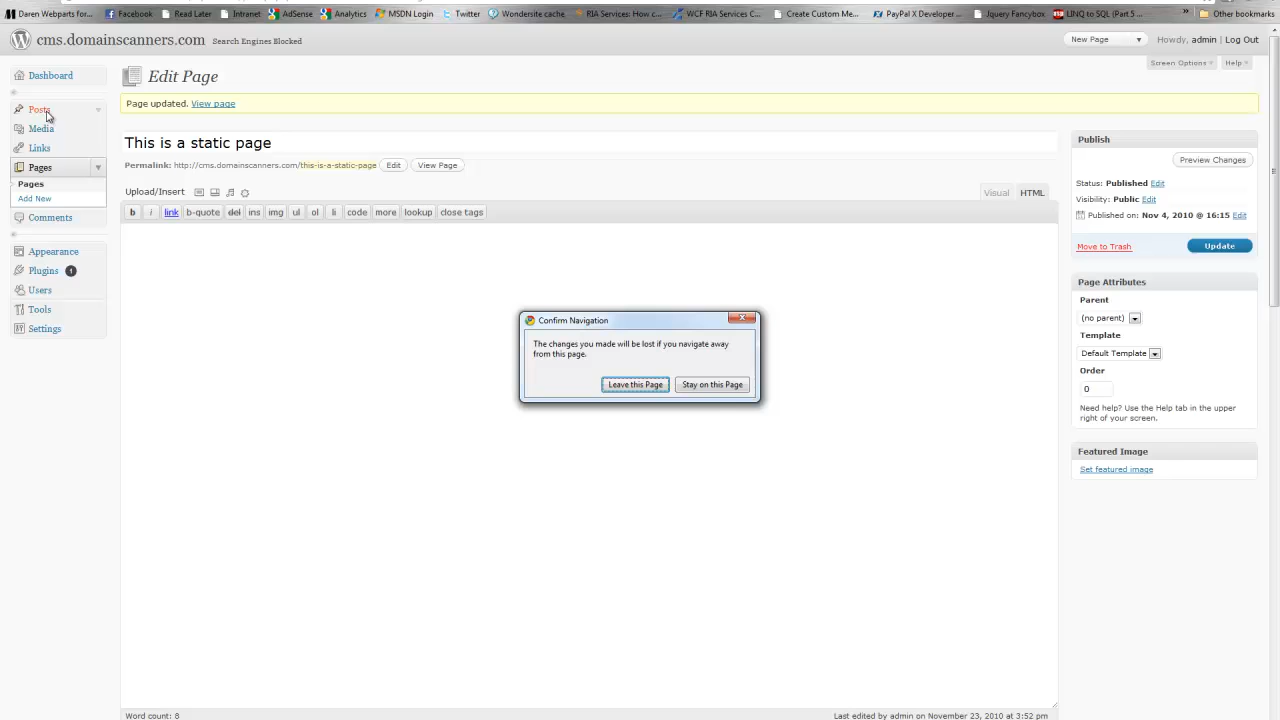 Daren Webparts for... Facebook Read Later Intranet AdSense Analytics MSDN Login Twitter Wondersite cache RIA Services: How c... WCF RIA Services C... Create Custom Me... PayPal X Developer ... Jquery Fancybox LINQ to SQL (Part 5 ... » Other bookmarks
cms.domainscanners.com Search Engines Blocked New Page Howdy, admin | Log Out
Screen Options Help
Dashboard
Edit Page
Page updated. View page
Posts
Media
Links
Pages
Pages
Add New
Comments
Appearance
Plugins 1
Users
Tools
Settings
This is a static page
Permalink: http://cms.domainscanners.com/this-is-a-static-page Edit View Page
Upload/Insert Visual HTML
b i link b-quote del ins img ul ol li code more lookup close tags
Confirm Navigation
The changes you made will be lost if you navigate away
from this page.
Leave this Page Stay on this Page
Word count: 8 Last edited by admin on November 23, 2010 at 3:52 pm
Publish
Preview Changes
Status: Published Edit
Visibility: Public Edit
Published on: Nov 4, 2010 @ 16:15 Edit
Move to Trash Update
Page Attributes
Parent
(no parent)
Template
Default Template
Order
0
Need help? Use the Help tab in the upper
right of your screen.
Featured Image
Set featured image